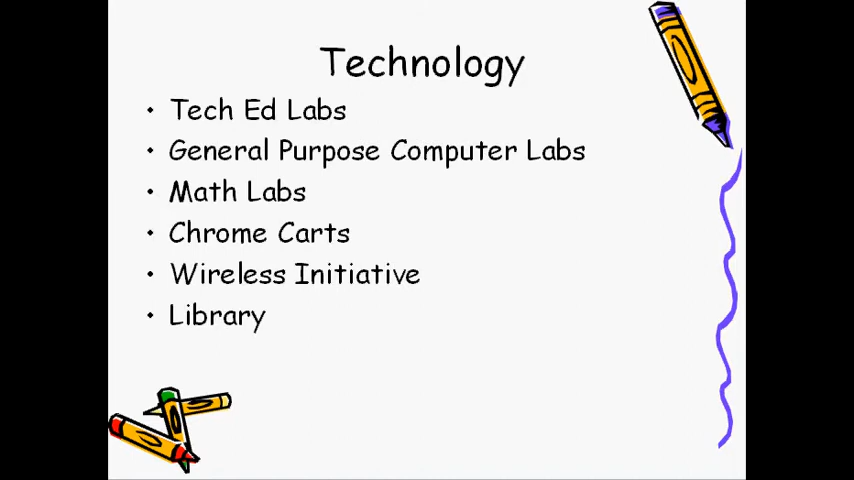 Technology
• Tech Ed Labs
• General Purpose Computer Labs
• Math Labs
• Chrome Carts
• Wireless Initiative
• Library